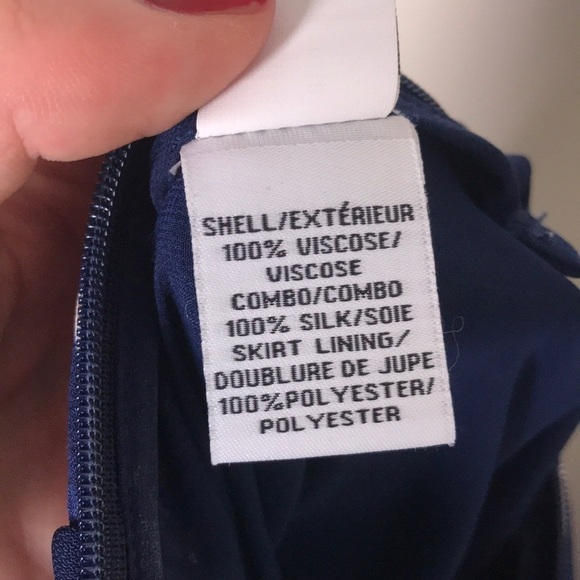 SHELL/EXTÉRIEUR
100% VISCOSE/
VISCOSE
COMBO/COMBO
100% SILK/SOIE
SKIRT LINING/
DOUBLURE DE JUPE
100%POLYESTER/
POLYESTER